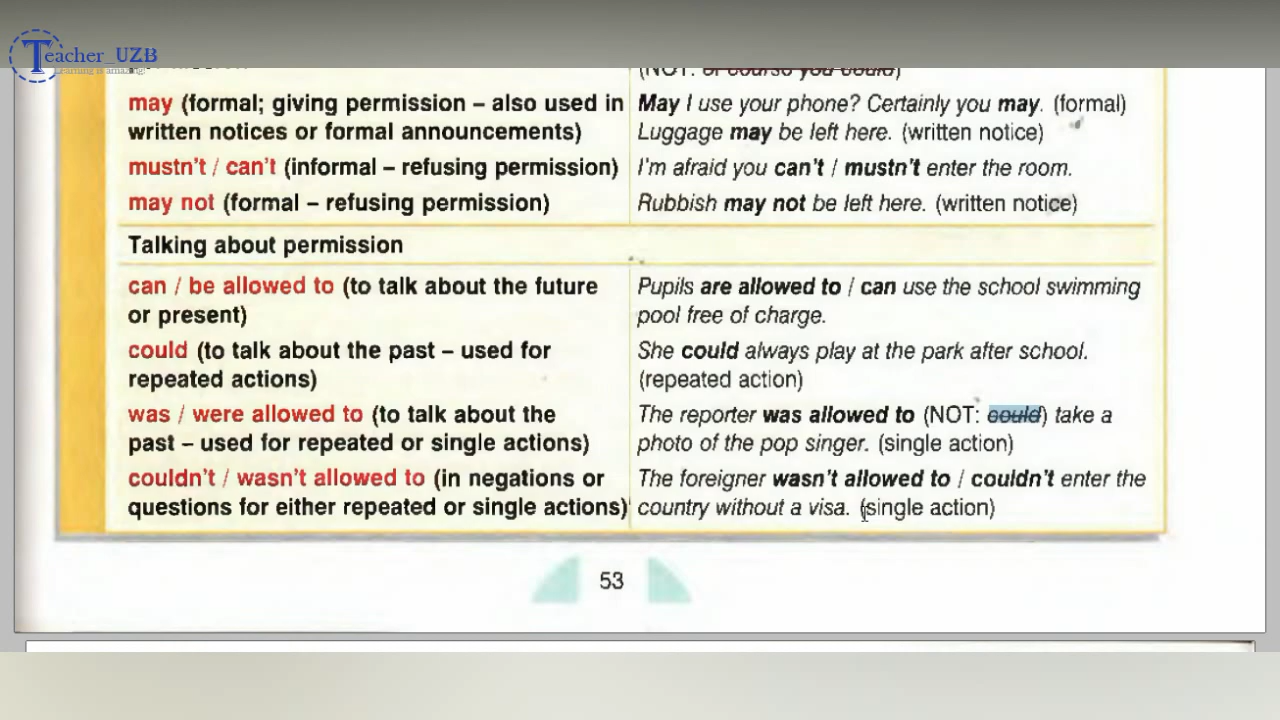 Teacher_UZB
Learning is amazing!
(NOT: of course you could)
may (formal; giving permission – also used in
written notices or formal announcements)
May I use your phone? Certainly you may. (formal)
Luggage may be left here. (written notice)
mustn't / can't (informal – refusing permission)
I'm afraid you can't / mustn't enter the room.
may not (formal – refusing permission)
Rubbish may not be left here. (written notice)
Talking about permission
can / be allowed to (to talk about the future
or present)
Pupils are allowed to / can use the school swimming
pool free of charge.
could (to talk about the past – used for
repeated actions)
She could always play at the park after school.
(repeated action)
was / were allowed to (to talk about the
past – used for repeated or single actions)
The reporter was allowed to (NOT: could) take a
photo of the pop singer. (single action)
couldn't / wasn't allowed to (in negations or
questions for either repeated or single actions)
The foreigner wasn't allowed to / couldn't enter the
country without a visa. (single action)
53